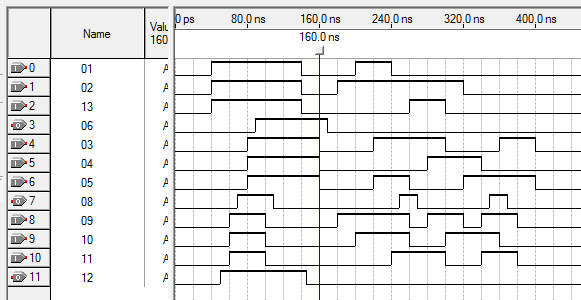 Name
Valu
160
0 ps
80.0 ns
160.0 ns
240.0 ns
320.0 ns
400.0 ns
160.0 ns
0 01 A
1 02 A
2 13 A
3 06 A
4 03 A
5 04 A
6 05 A
7 08 A
8 09 A
9 10 A
10 11 A
11 12 A